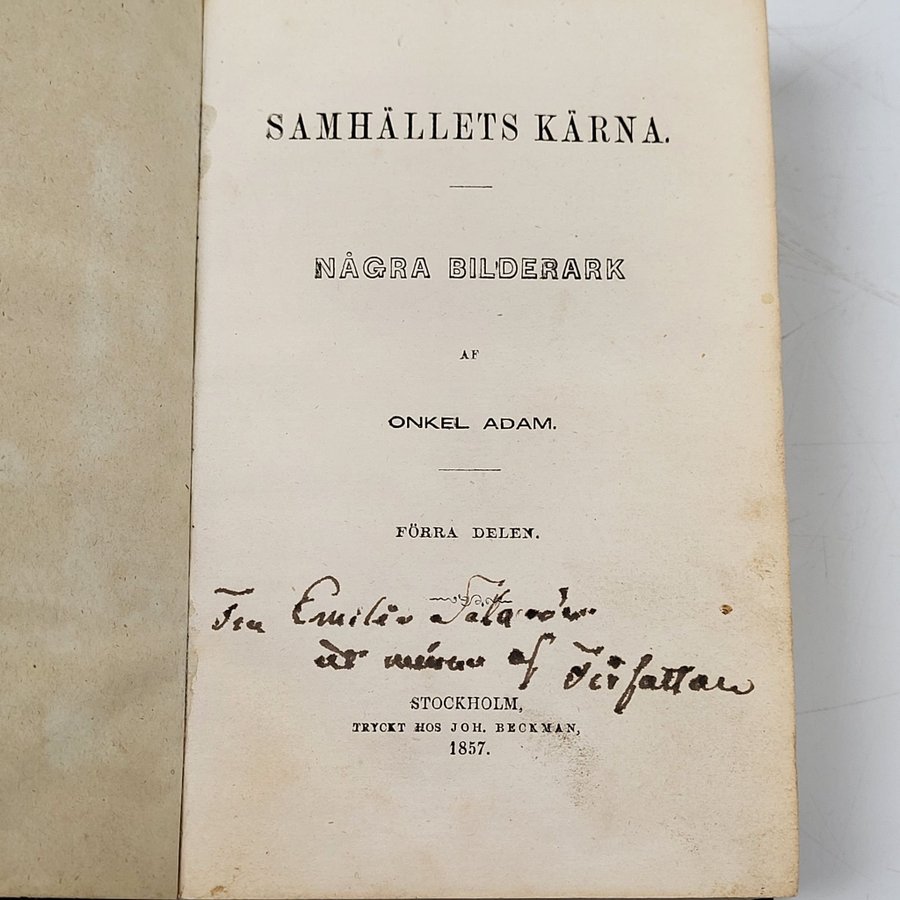 SAMHÄLLETS KÄRNA.
NÅGRA BILDERARK
AF
ONKEL ADAM.
FÖRRA DELEN.
Fru Emilie
af Författaren
STOCKHOLM,
TRYCKT HOS JOH. BECKMAN,
1857.